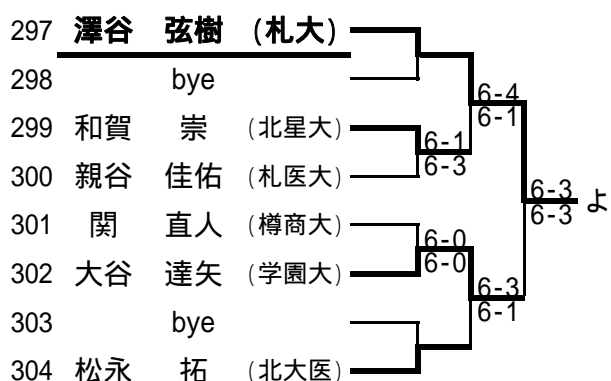 297 澤谷 弦樹 (札大)
298 bye
6-4
6-1
299 和賀 崇 (北星大)
6-1
6-3
300 親谷 佳佑 (札医大)
6-3
6-3
よ
301 関 直人 (樽商大)
6-0
6-0
302 大谷 達矢 (学園大)
6-3
6-1
303 bye
304 松永 拓 (北大医)